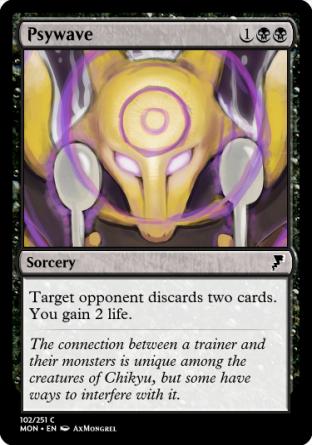 Psywave 1
Sorcery
Target opponent discards two cards.
You gain 2 life.
The connection between a trainer and
their monsters is unique among the
creatures of Chikyu, but some have
ways to interfere with it.
102/251 C
MON • EN AxMongrel